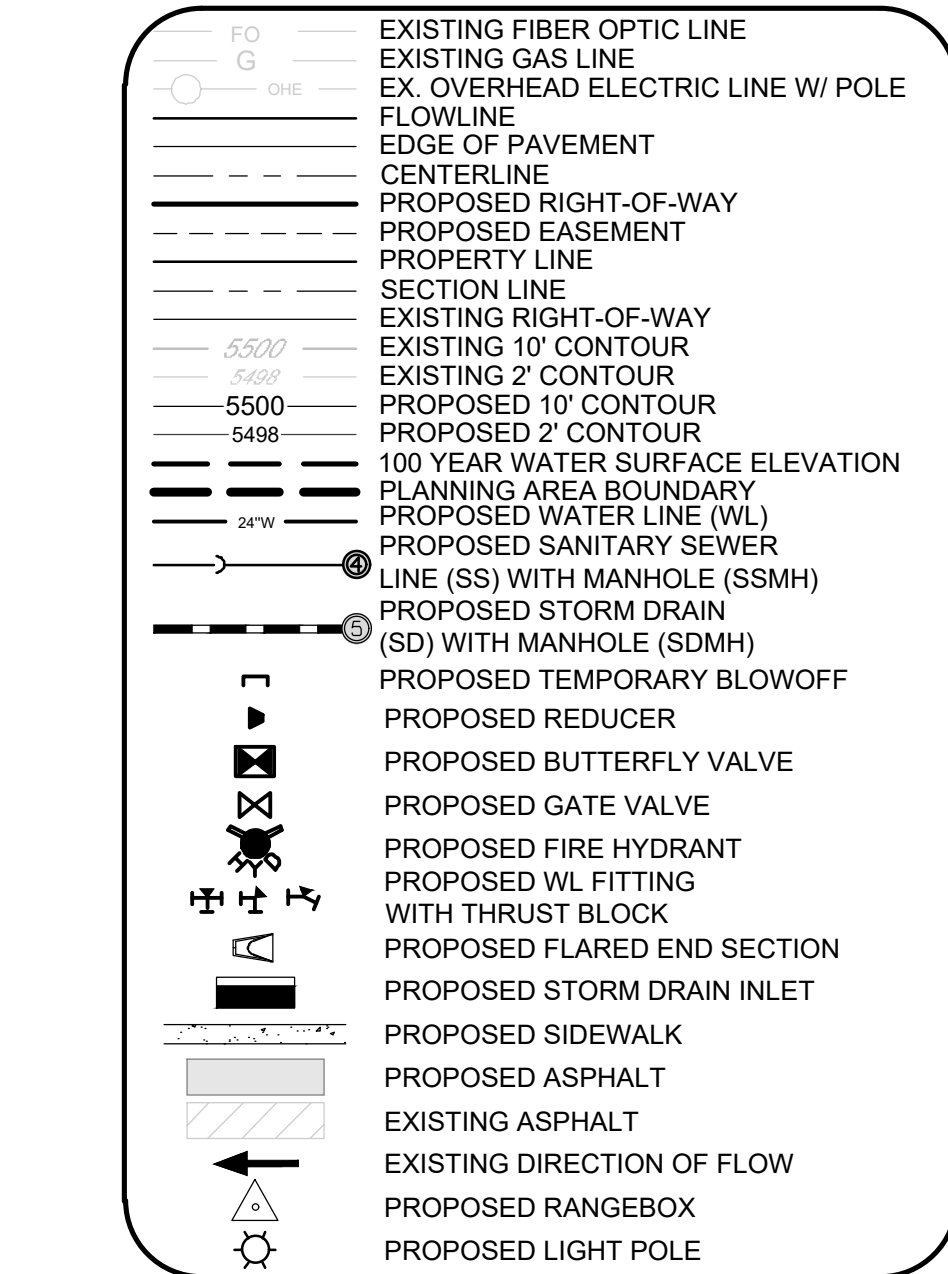 FO EXISTING FIBER OPTIC LINE
G EXISTING GAS LINE
OHE EX. OVERHEAD ELECTRIC LINE W/ POLE
FLOWLINE
EDGE OF PAVEMENT
CENTERLINE
PROPOSED RIGHT-OF-WAY
PROPOSED EASEMENT
PROPERTY LINE
SECTION LINE
EXISTING RIGHT-OF-WAY
5500 EXISTING 10' CONTOUR
5498 EXISTING 2' CONTOUR
5500 PROPOSED 10' CONTOUR
5498 PROPOSED 2' CONTOUR
100 YEAR WATER SURFACE ELEVATION
PLANNING AREA BOUNDARY
24"W PROPOSED WATER LINE (WL)
PROPOSED SANITARY SEWER
4 LINE (SS) WITH MANHOLE (SSMH)
PROPOSED STORM DRAIN
5 (SD) WITH MANHOLE (SDMH)
PROPOSED TEMPORARY BLOWOFF
PROPOSED REDUCER
PROPOSED BUTTERFLY VALVE
PROPOSED GATE VALVE
HYD PROPOSED FIRE HYDRANT
PROPOSED WL FITTING
WITH THRUST BLOCK
PROPOSED FLARED END SECTION
PROPOSED STORM DRAIN INLET
PROPOSED SIDEWALK
PROPOSED ASPHALT
EXISTING ASPHALT
EXISTING DIRECTION OF FLOW
PROPOSED RANGEBOX
PROPOSED LIGHT POLE